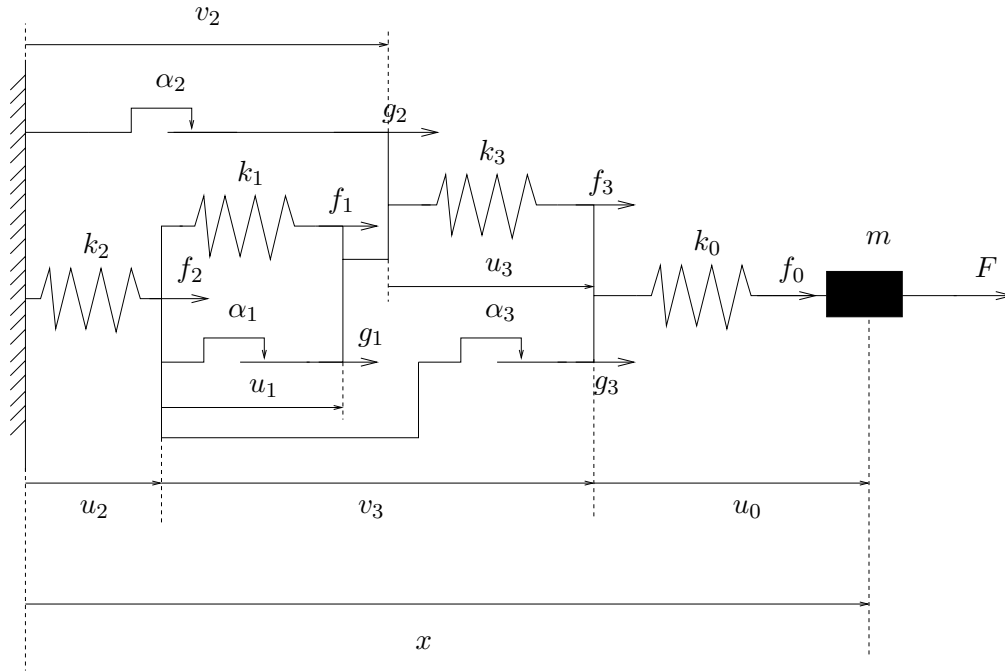 v₂
α₂
g₂
k₃
k₁
f₁
f₃
k₂
f₂
k₀
m
u₃
f₀
F
α₁
α₃
g₁
u₁
g₃
u₂
v₃
u₀
x